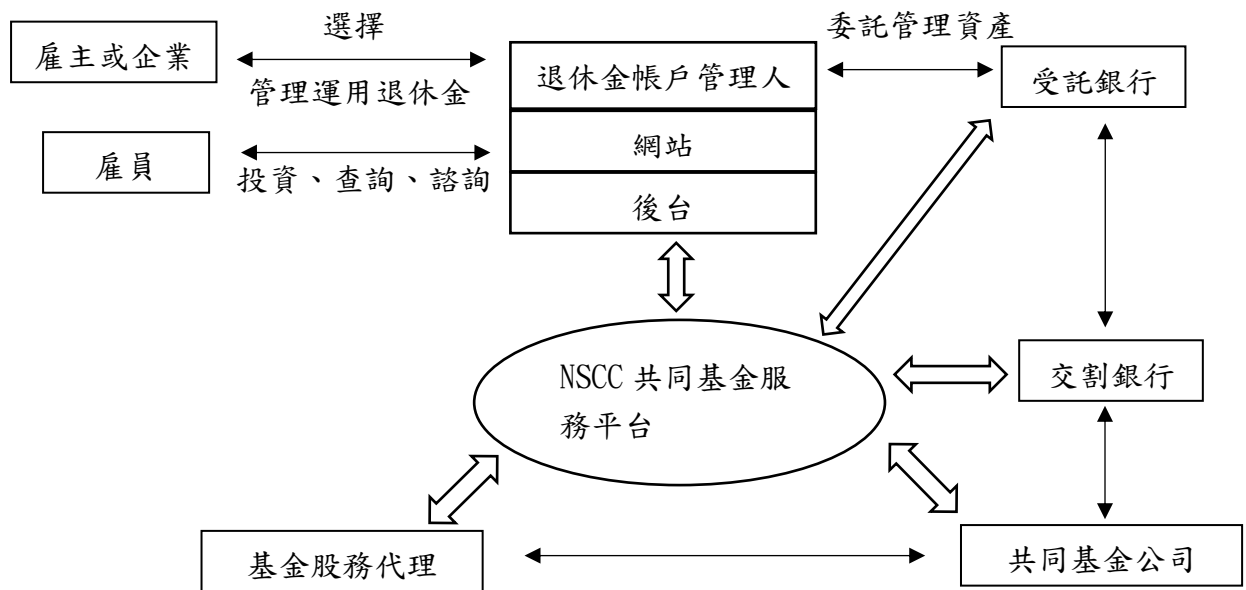 選擇
委託管理資產
雇主或企業
退休金帳戶管理人
受託銀行
管理運用退休金
網站
雇員
投資、查詢、諮詢
後台
NSCC 共同基金服
務平台
交割銀行
基金股務代理
共同基金公司